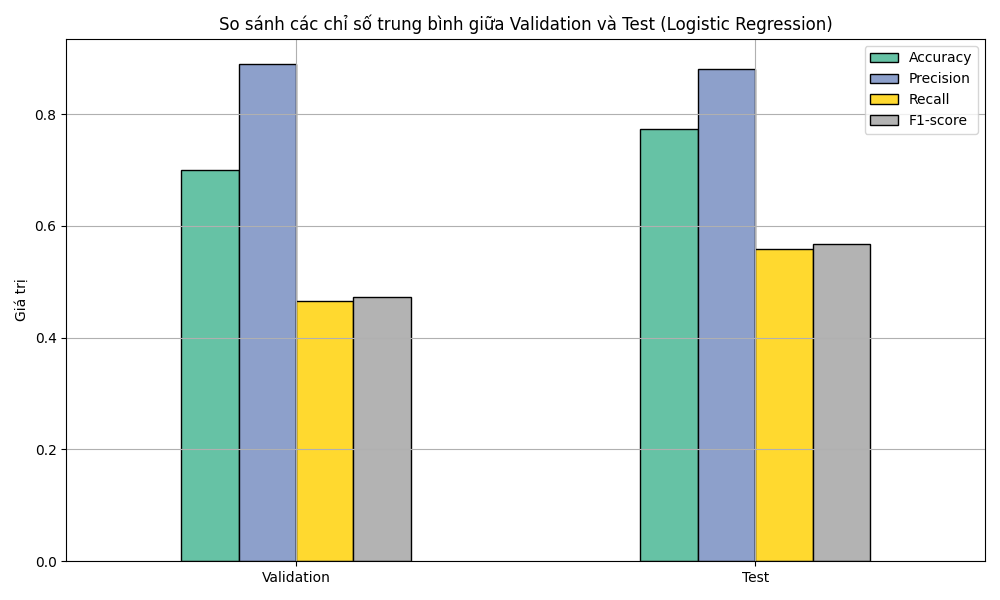 So sánh các chỉ số trung bình giữa Validation và Test (Logistic Regression)
Accuracy
Precision
Recall
F1-score
Giá trị
0.8
0.6
0.4
0.2
0.0
Validation
Test